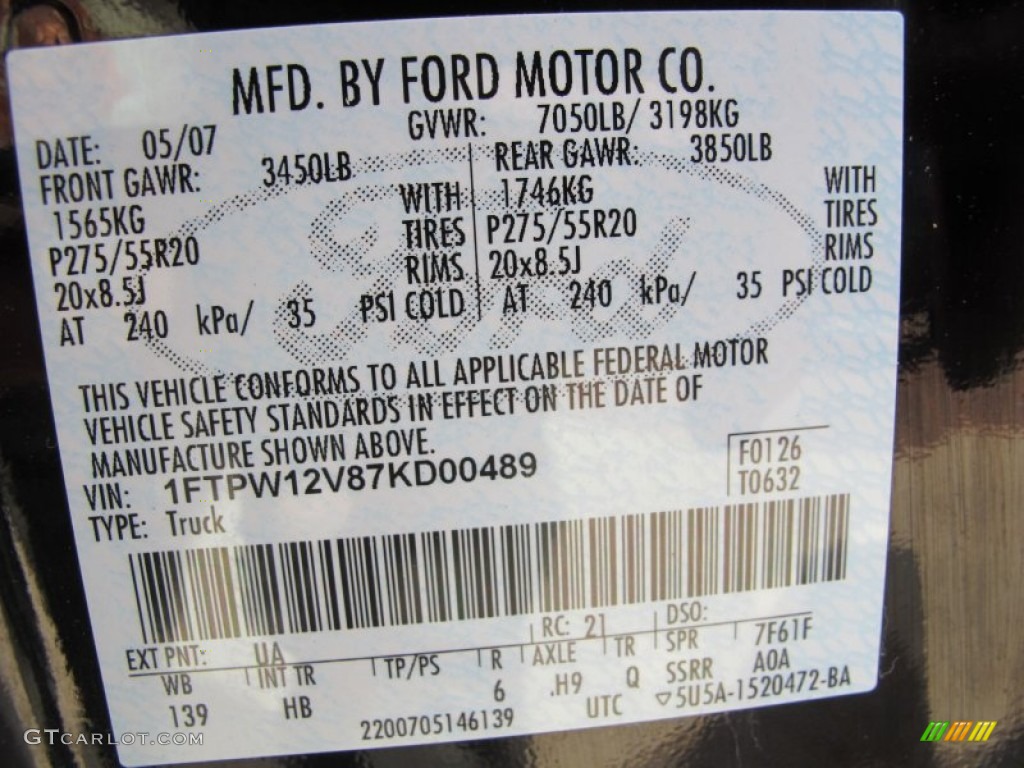 MFD. BY FORD MOTOR CO.
DATE: 05/07 GVWR: 7050LB/ 3198KG
FRONT GAWR: 3450LB REAR GAWR: 3850LB
1565KG WITH 1746KG WITH
P275/55R20 TIRES P275/55R20 TIRES
20x8.5J RIMS 20x8.5J RIMS
AT 240 kPa/ 35 PSI COLD AT 240 kPa/ 35 PSI COLD
THIS VEHICLE CONFORMS TO ALL APPLICABLE FEDERAL MOTOR
VEHICLE SAFETY STANDARDS IN EFFECT ON THE DATE OF
MANUFACTURE SHOWN ABOVE.
VIN: 1FTPW12V87KD00489
F0126
TYPE: Truck
T0632
EXT PNT: UA RC: 21 DSO:
WB INT TR TP/PS R AXLE TR SPR 7F61F
139 HB 6 .H9 Q SSRR A0A
2200705146139 UTC ▽5U5A-1520472-BA
GTCARLOT.COM
Ford